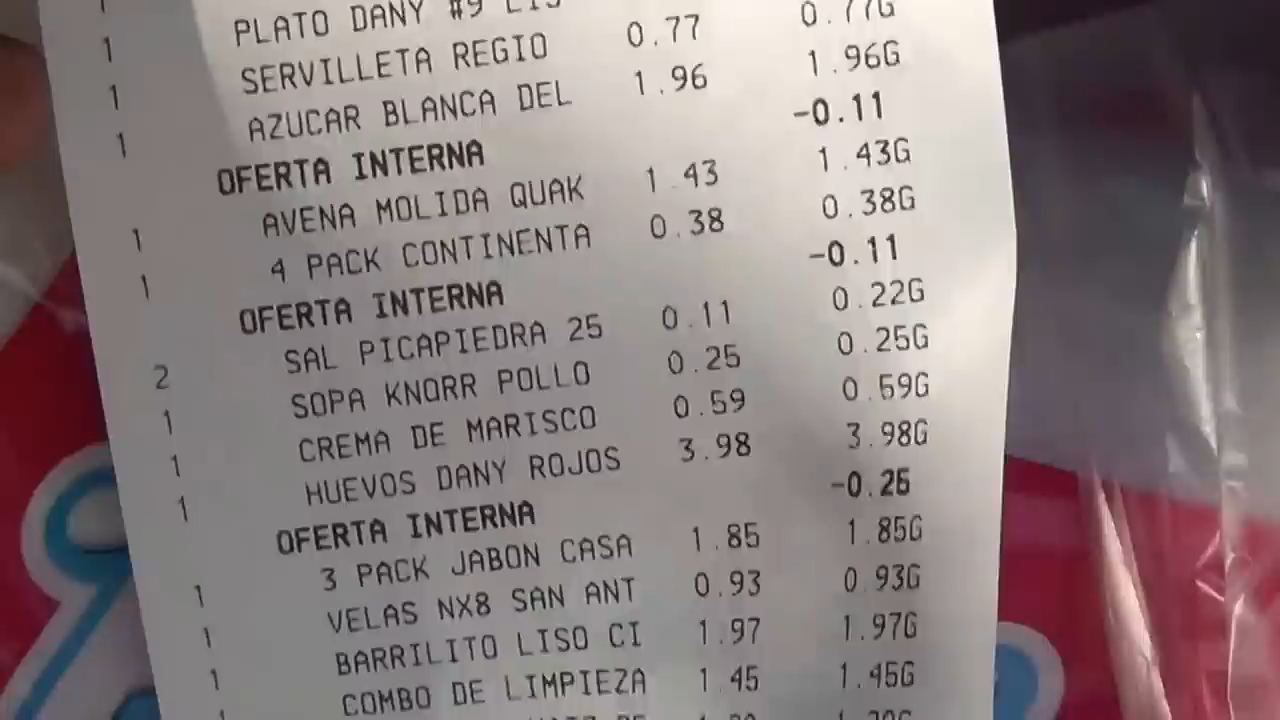 1 PLATO DANY #9 LIS 0.77G
1 SERVILLETA REGIO 0.77
1 AZUCAR BLANCA DEL 1.96 1.96G
OFERTA INTERNA -0.11
1 AVENA MOLIDA QUAK 1.43 1.43G
1 4 PACK CONTINENTA 0.38 0.38G
OFERTA INTERNA -0.11
2 SAL PICAPIEDRA 25 0.11 0.22G
1 SOPA KNORR POLLO 0.25 0.25G
1 CREMA DE MARISCO 0.59 0.59G
1 HUEVOS DANY ROJOS 3.98 3.98G
OFERTA INTERNA -0.25
1 3 PACK JABON CASA 1.85 1.85G
1 VELAS NX8 SAN ANT 0.93 0.93G
1 BARRILITO LISO CI 1.97 1.97G
1 COMBO DE LIMPIEZA 1.45 1.45G